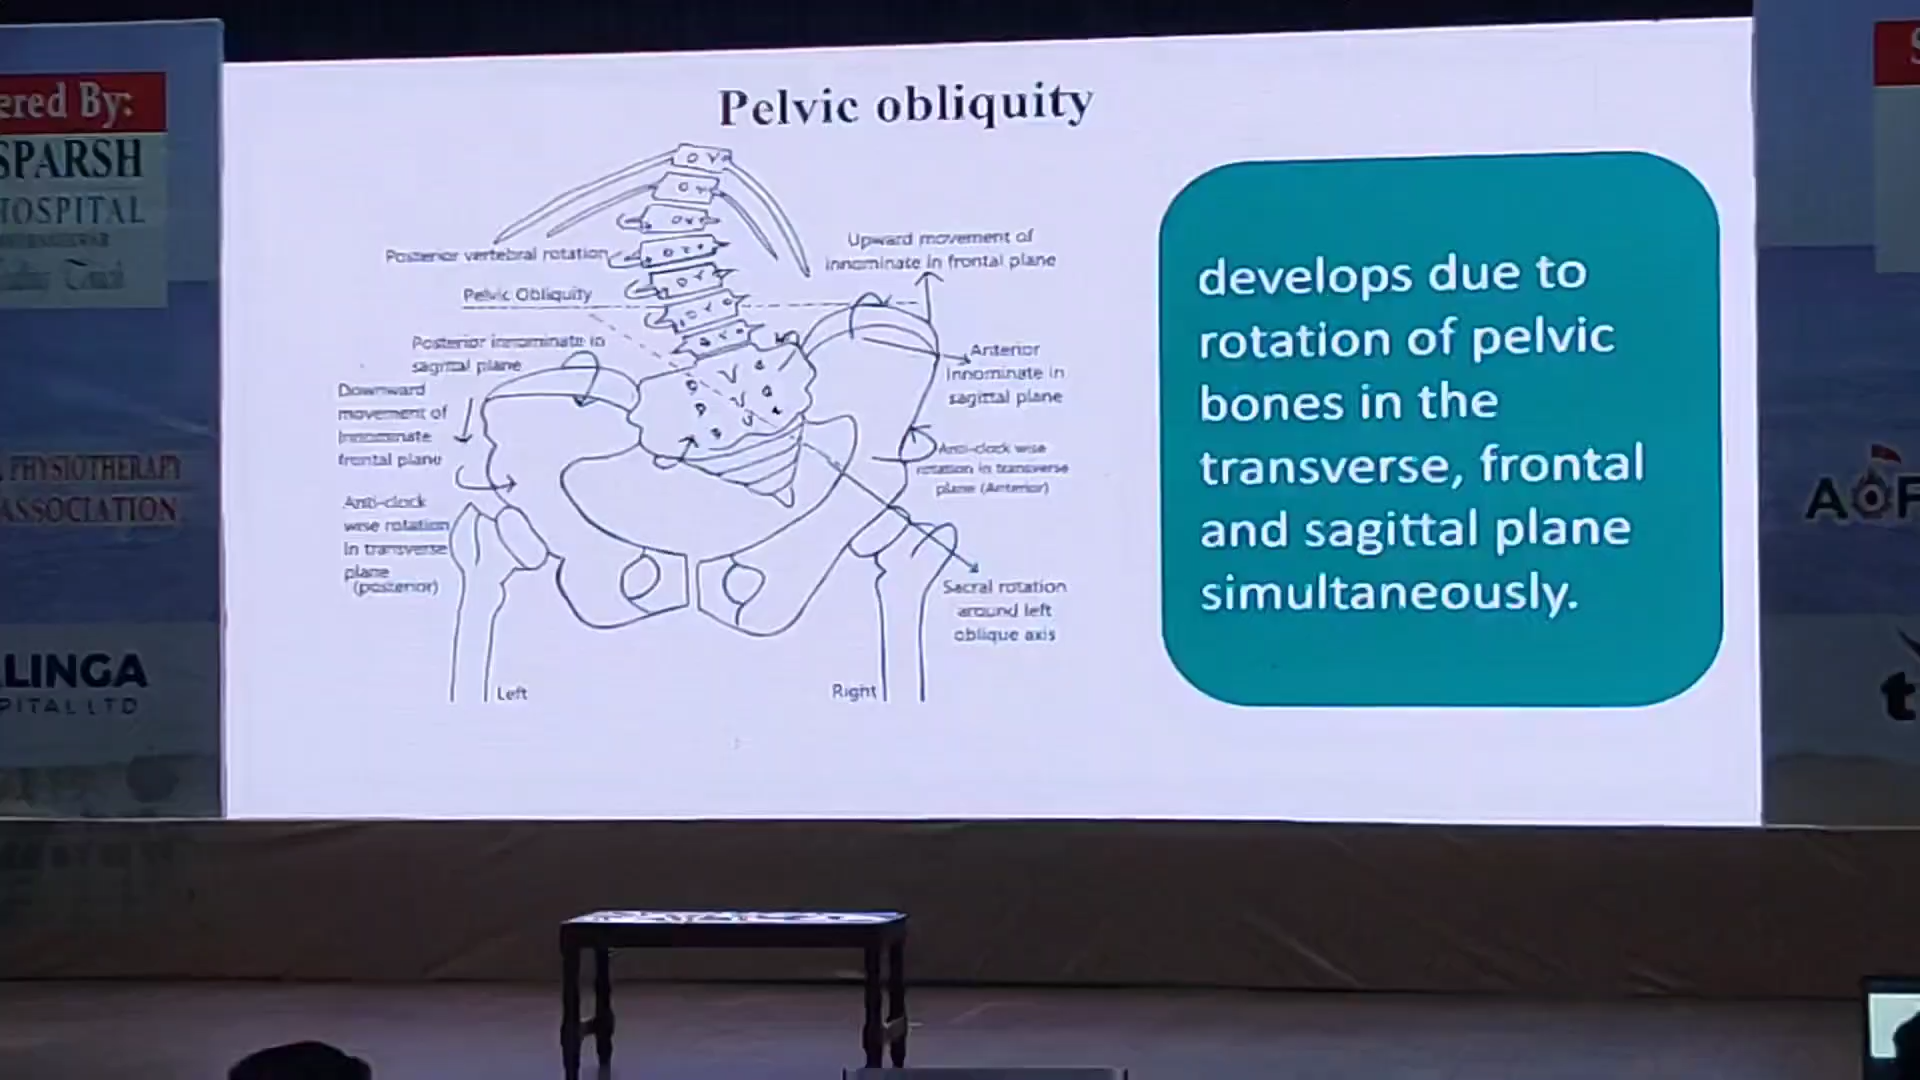 ered By:
SPARSH
HOSPITAL
PHYSIOTHERAPY
ASSOCIATION
LINGA
PITAL LTD
Pelvic obliquity
Posterior vertebral rotation
Pelvic Obliquity
Posterior innominate in
sagittal plane
Downward
movement of
Innominate
frontal plane
Anti-clock
wise rotation
In transverse
plane
(posterior)
Left
Upward movement of
innominate in frontal plane
Anterior
Innominate in
sagittal plane
Anti-clock wise
rotation in transverse
plane (Anterior)
Sacral rotation
around left
oblique axis
Right
develops due to
rotation of pelvic
bones in the
transverse, frontal
and sagittal plane
simultaneously.
S
AOF
t